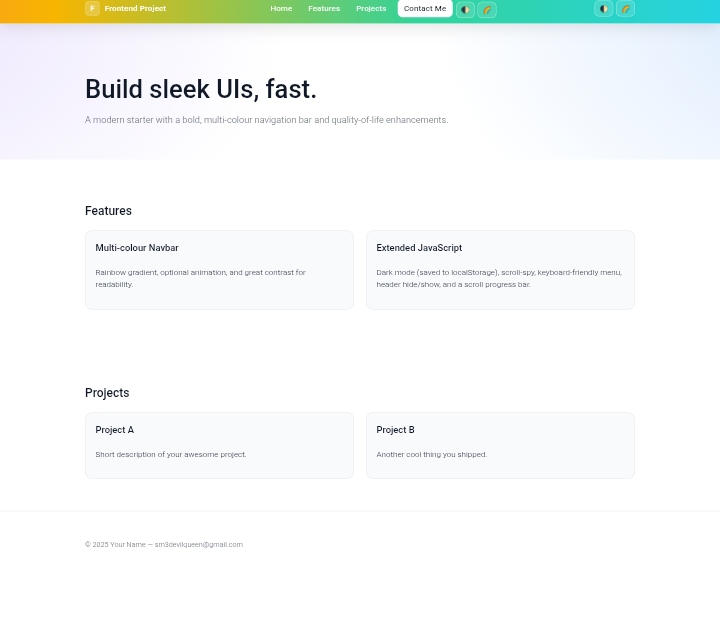 F Frontend Project Home Features Projects Contact Me
Build sleek UIs, fast.
A modern starter with a bold, multi-colour navigation bar and quality-of-life enhancements.
Features
Multi-colour Navbar
Rainbow gradient, optional animation, and great contrast for
readability.
Extended JavaScript
Dark mode (saved to localStorage), scroll-spy, keyboard-friendly menu,
header hide/show, and a scroll progress bar.
Projects
Project A
Short description of your awesome project.
Project B
Another cool thing you shipped.
© 2025 Your Name — sm3devilqueen@gmail.com